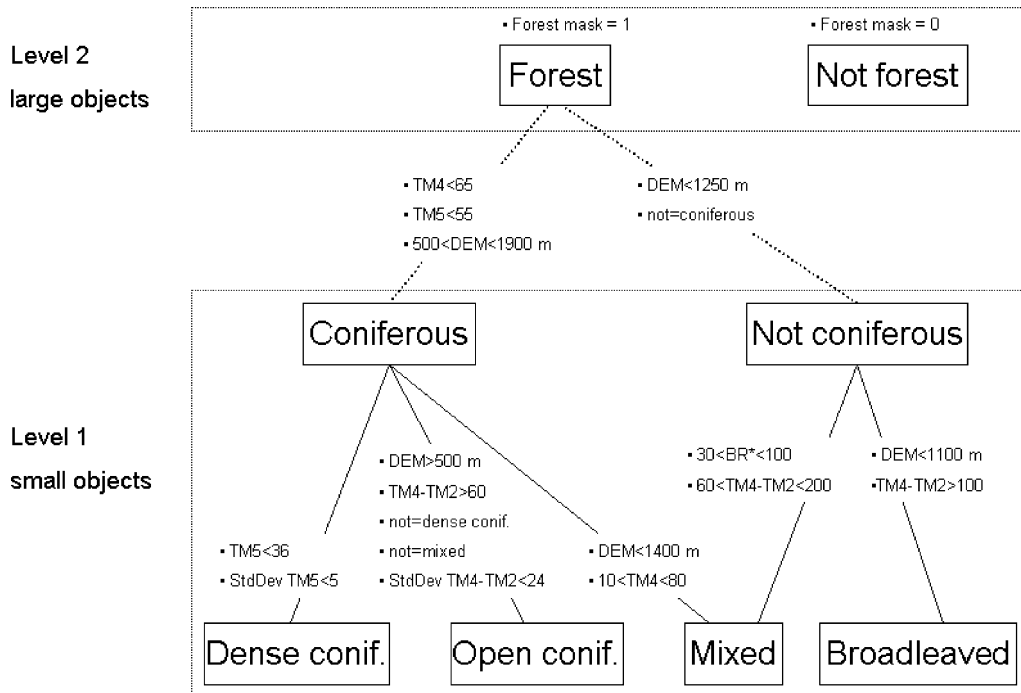 Level 2
large objects
▪ Forest mask = 1
Forest
▪ Forest mask = 0
Not forest
▪ TM4<65
▪ TM5<55
▪ 500<DEM<1900 m
▪ DEM<1250 m
▪ not=coniferous
Level 1
small objects
Coniferous
Not coniferous
▪ TM5<36
▪ StdDev TM5<5
▪ DEM>500 m
▪ TM4-TM2>60
▪ not=dense conif.
▪ not=mixed
▪ StdDev TM4-TM2<24
▪ DEM<1400 m
▪ 10<TM4<80
▪ 30<BR*<100
▪ 60<TM4-TM2<200
▪ DEM<1100 m
▪TM4-TM2>100
Dense conif.
Open conif.
Mixed
Broadleaved